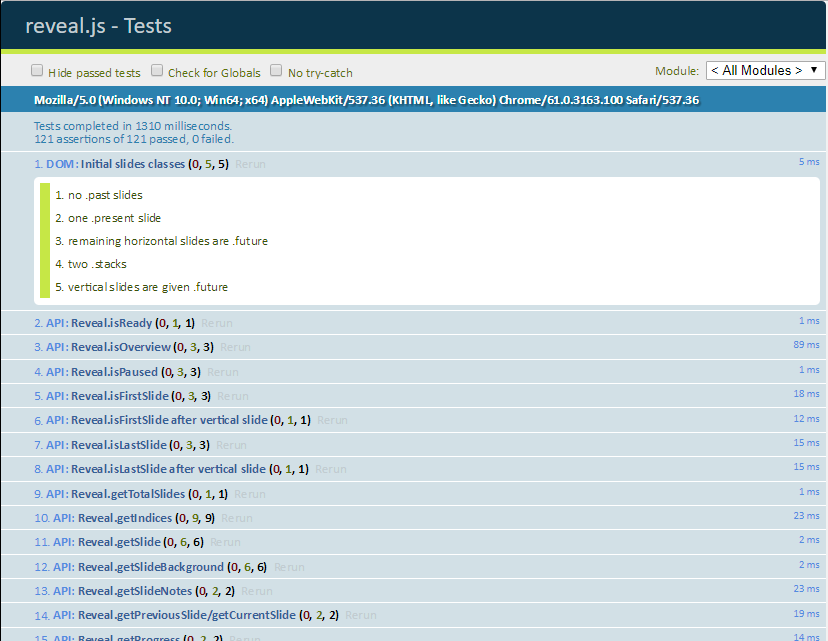 reveal.js - Tests
Hide passed tests Check for Globals No try-catch Module: < All Modules >
Mozilla/5.0 (Windows NT 10.0; Win64; x64) AppleWebKit/537.36 (KHTML, like Gecko) Chrome/61.0.3163.100 Safari/537.36
Tests completed in 1310 milliseconds.
121 assertions of 121 passed, 0 failed.
1. DOM: Initial slides classes (0, 5, 5) Rerun 5 ms
1. no .past slides
2. one .present slide
3. remaining horizontal slides are .future
4. two .stacks
5. vertical slides are given .future
2. API: Reveal.isReady (0, 1, 1) Rerun 1 ms
3. API: Reveal.isOverview (0, 3, 3) Rerun 89 ms
4. API: Reveal.isPaused (0, 3, 3) Rerun 1 ms
5. API: Reveal.isFirstSlide (0, 3, 3) Rerun 18 ms
6. API: Reveal.isFirstSlide after vertical slide (0, 1, 1) Rerun 12 ms
7. API: Reveal.isLastSlide (0, 3, 3) Rerun 15 ms
8. API: Reveal.isLastSlide after vertical slide (0, 1, 1) Rerun 15 ms
9. API: Reveal.getTotalSlides (0, 1, 1) Rerun 1 ms
10. API: Reveal.getIndices (0, 9, 9) Rerun 23 ms
11. API: Reveal.getSlide (0, 6, 6) Rerun 2 ms
12. API: Reveal.getSlideBackground (0, 6, 6) Rerun 2 ms
13. API: Reveal.getSlideNotes (0, 2, 2) Rerun 23 ms
14. API: Reveal.getPreviousSlide/getCurrentSlide (0, 2, 2) Rerun 19 ms
15. API: Reveal.getProgress (0, 2, 2) Rerun 14 ms